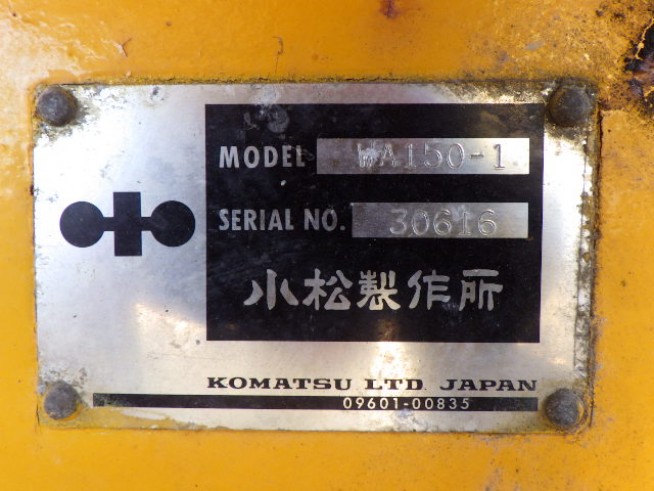 MODEL WA150-1
SERIAL NO. 30616
小松製作所
KOMATSU LTD JAPAN
09601-00835